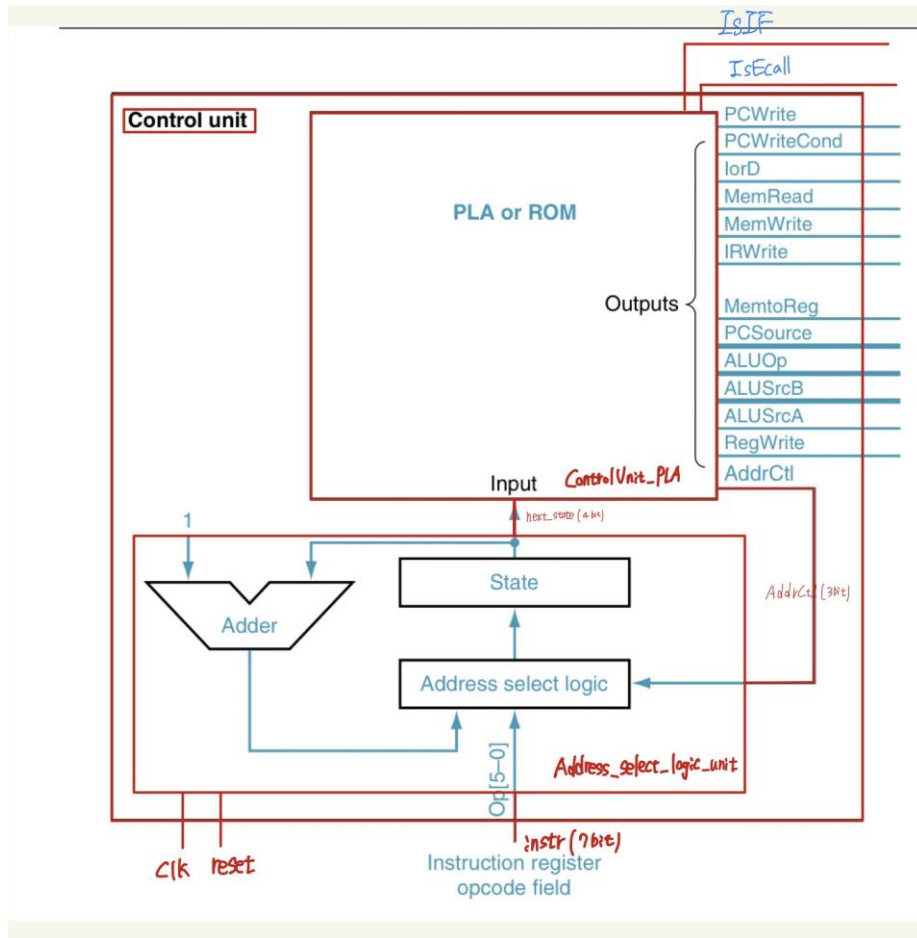 IsIF
IsEcall
Control unit
PCWrite
PCWriteCond
IorD
PLA or ROM
MemRead
MemWrite
IRWrite
Outputs
MemtoReg
PCSource
ALUOp
ALUSrcB
ALUSrcA
RegWrite
AddrCtl
Input
ControlUnit_PLA
next_state (4bit)
1
State
Adder
AddrCtl (3bit)
Address select logic
Op[5–0]
Address_select_logic_unit
clk
reset
instr (7bit)
Instruction register
opcode field